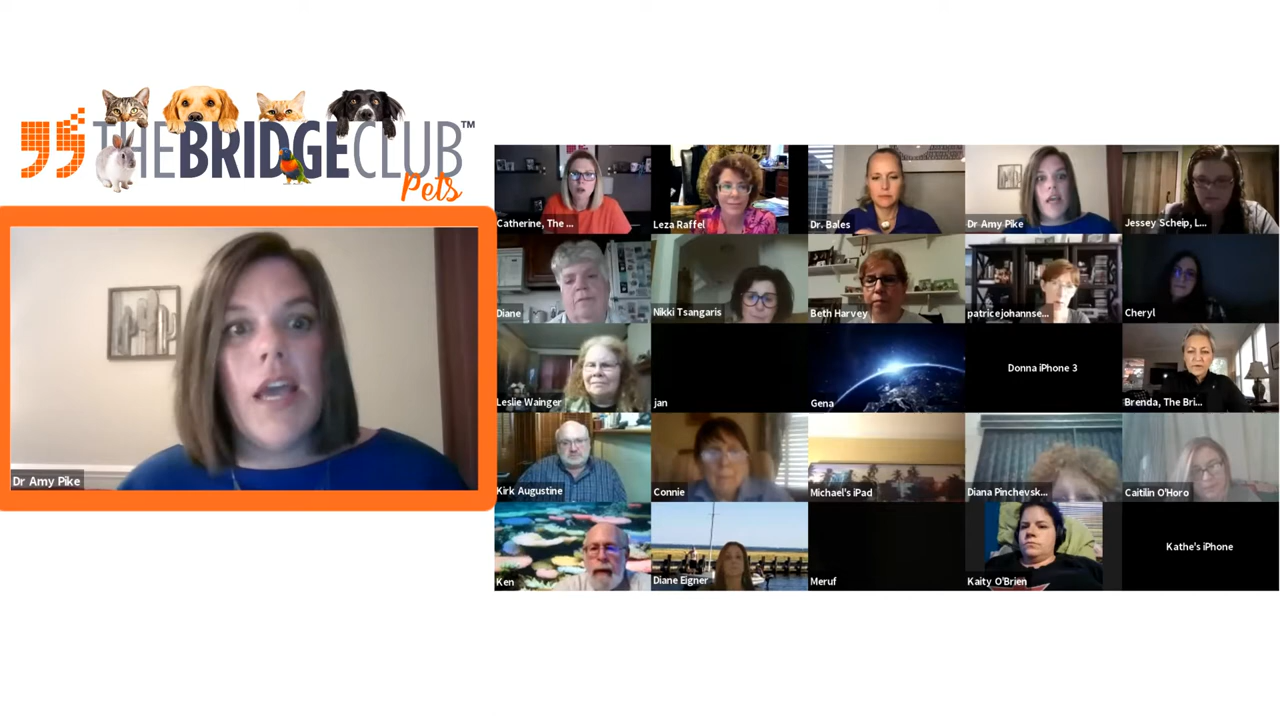 THE BRIDGE CLUB™
Pets
Dr Amy Pike
Catherine, The ...
Leza Raffel
Dr. Bales
Dr Amy Pike
Jessey Scheip, L...
Diane
Nikki Tsangaris
Beth Harvey
patricejohannse...
Cheryl
Leslie Wainger
jan
Gena
Donna iPhone 3
Brenda, The Bri...
Kirk Augustine
Connie
Michael's iPad
Diana Pinchevsk...
Caitilin O'Horo
Ken
Diane Eigner
Meruf
Kaity O'Brien
Kathe's iPhone